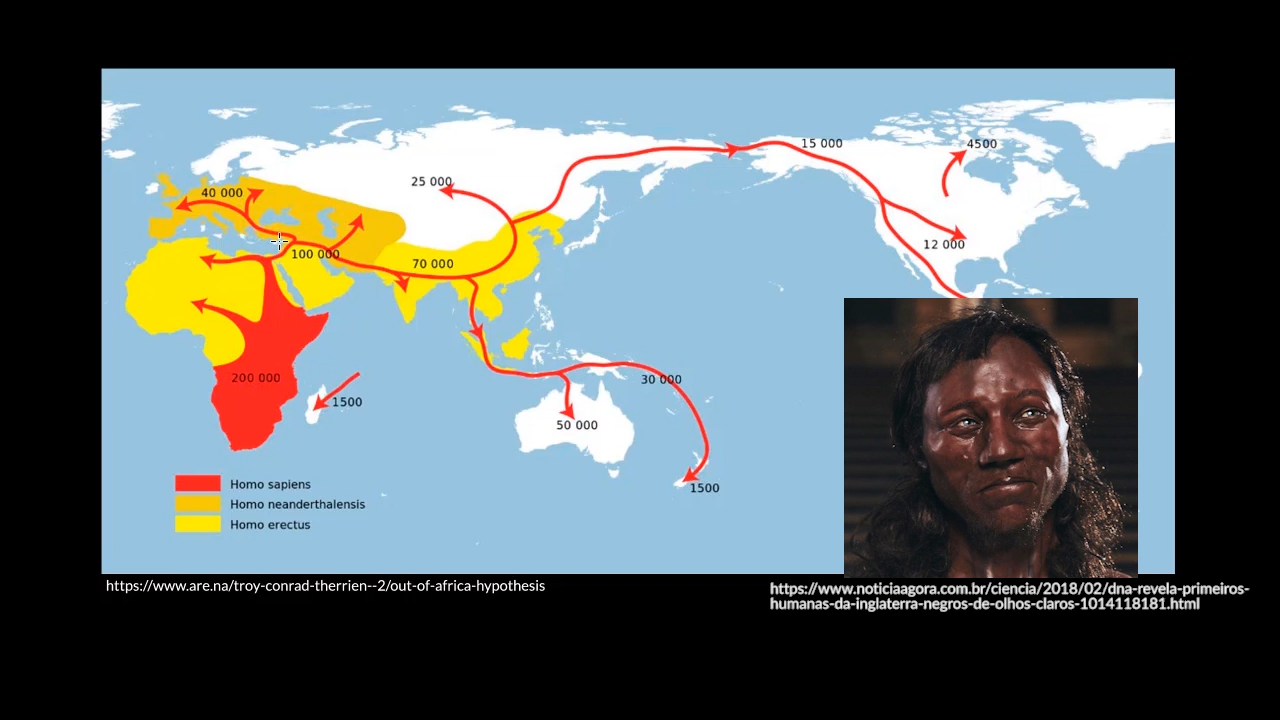 15 000
4500
25 000
40 000
12 000
100 000
70 000
200 000
30 000
1500
50 000
1500
Homo sapiens
Homo neanderthalensis
Homo erectus
https://www.are.na/troy-conrad-therrien--2/out-of-africa-hypothesis
https://www.noticiaagora.com.br/ciencia/2018/02/dna-revela-primeiros-
humanas-da-inglaterra-negros-de-olhos-claros-1014118181.html